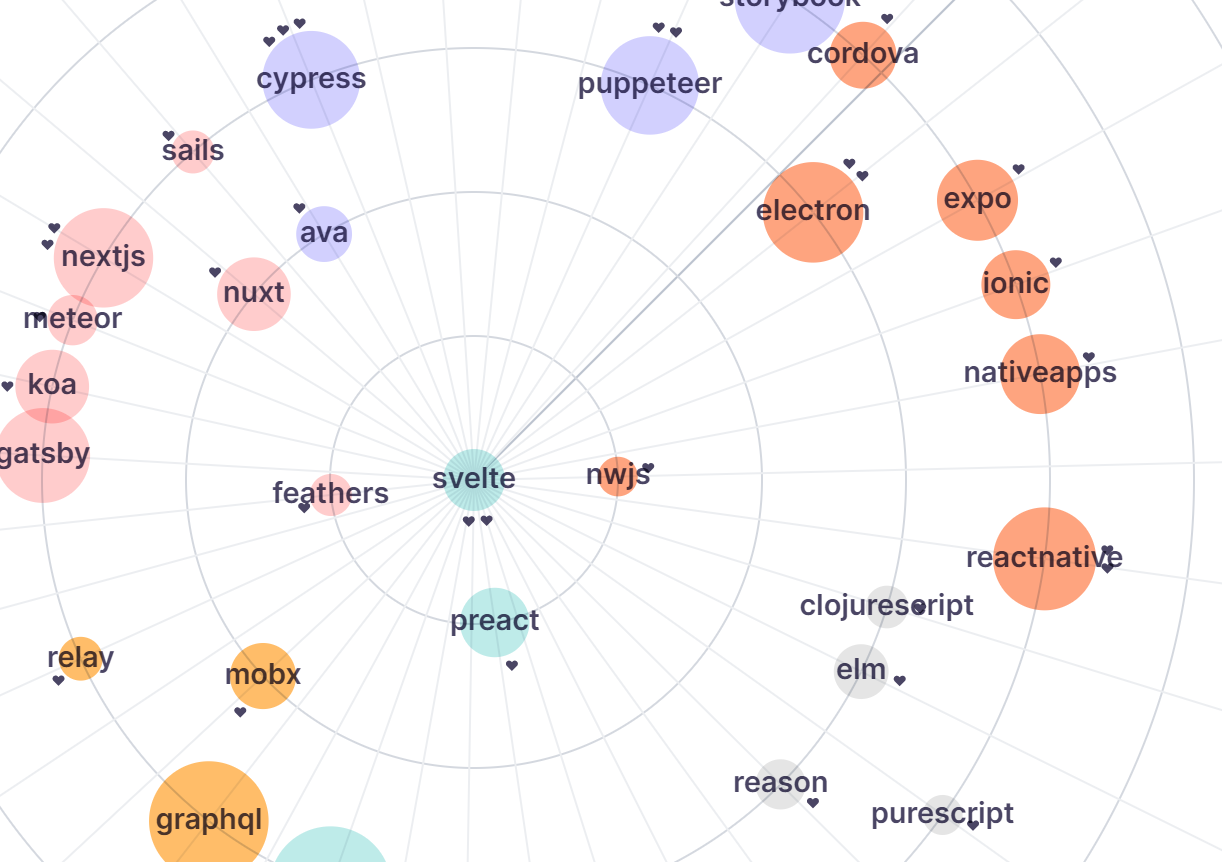 storybook
cordova
cypress
puppeteer
sails
expo
electron
ava
nextjs
ionic
nuxt
meteor
nativeapps
koa
gatsby
svelte
nwjs
feathers
reactnative
clojurescript
preact
relay
elm
mobx
reason
purescript
graphql